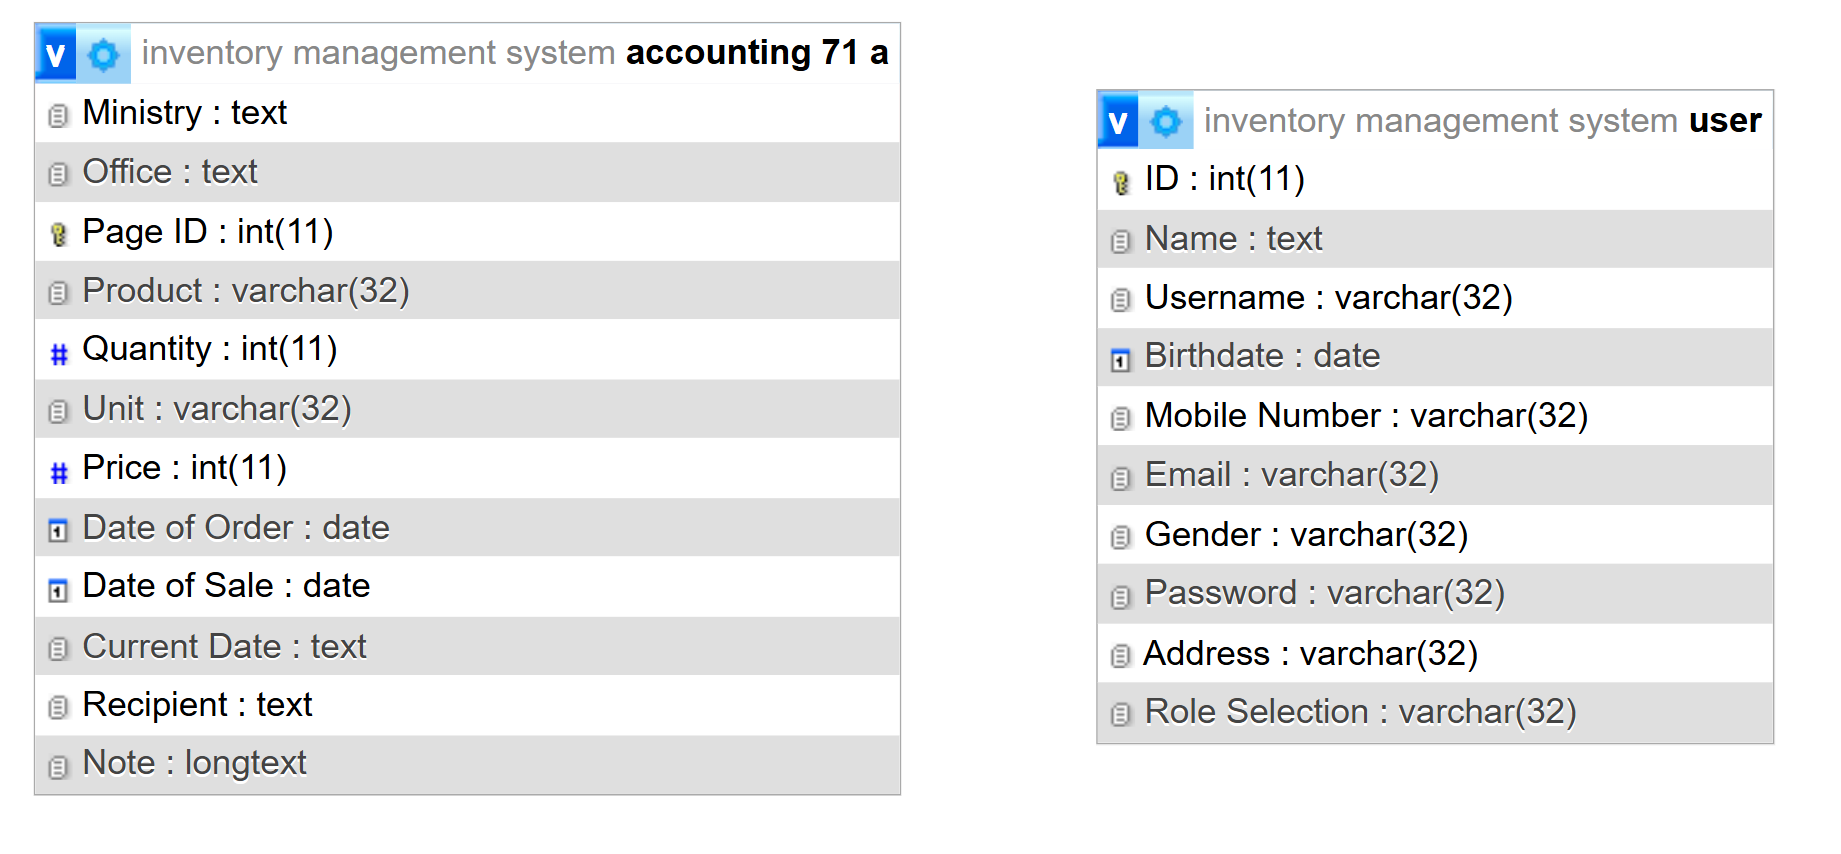 v inventory management system accounting 71 a
Ministry : text
Office : text
Page ID : int(11)
Product : varchar(32)
# Quantity : int(11)
Unit : varchar(32)
# Price : int(11)
1 Date of Order : date
1 Date of Sale : date
Current Date : text
Recipient : text
Note : longtext
v inventory management system user
ID : int(11)
Name : text
Username : varchar(32)
1 Birthdate : date
Mobile Number : varchar(32)
Email : varchar(32)
Gender : varchar(32)
Password : varchar(32)
Address : varchar(32)
Role Selection : varchar(32)